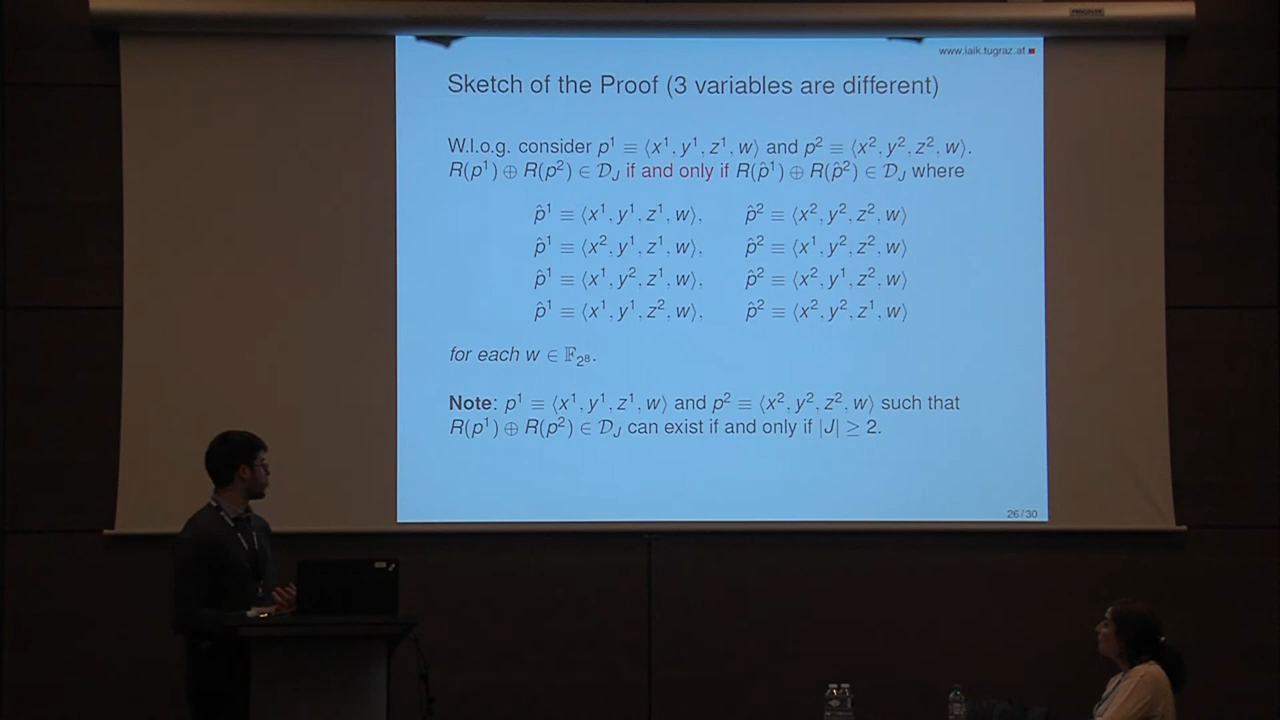 PROCOLOR
www.iaik.tugraz.at
Sketch of the Proof (3 variables are different)
W.l.o.g. consider p¹ ≡ ⟨x¹, y¹, z¹, w⟩ and p² ≡ ⟨x², y², z², w⟩.
R(p¹) ⊕ R(p²) ∈ 𝒟_J if and only if R(p̂¹) ⊕ R(p̂²) ∈ 𝒟_J where
p̂¹ ≡ ⟨x¹, y¹, z¹, w⟩, p̂² ≡ ⟨x², y², z², w⟩
p̂¹ ≡ ⟨x², y¹, z¹, w⟩, p̂² ≡ ⟨x¹, y², z², w⟩
p̂¹ ≡ ⟨x¹, y², z¹, w⟩, p̂² ≡ ⟨x², y¹, z², w⟩
p̂¹ ≡ ⟨x¹, y¹, z², w⟩, p̂² ≡ ⟨x², y², z¹, w⟩
for each w ∈ 𝔽_{2⁸}.
Note: p¹ ≡ ⟨x¹, y¹, z¹, w⟩ and p² ≡ ⟨x², y², z², w⟩ such that
R(p¹) ⊕ R(p²) ∈ 𝒟_J can exist if and only if |J| ≥ 2.
26/30